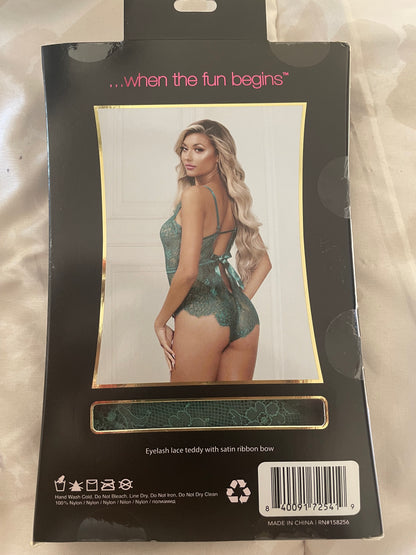 ...when the fun begins™
Eyelash lace teddy with satin ribbon bow
Hand Wash Cold, Do Not Bleach, Line Dry, Do Not Iron, Do Not Dry Clean
100% Nylon / Nylon / Nylon / Nilon / Nylon / полиамид
8 40091 72541 9
MADE IN CHINA | RN#158256